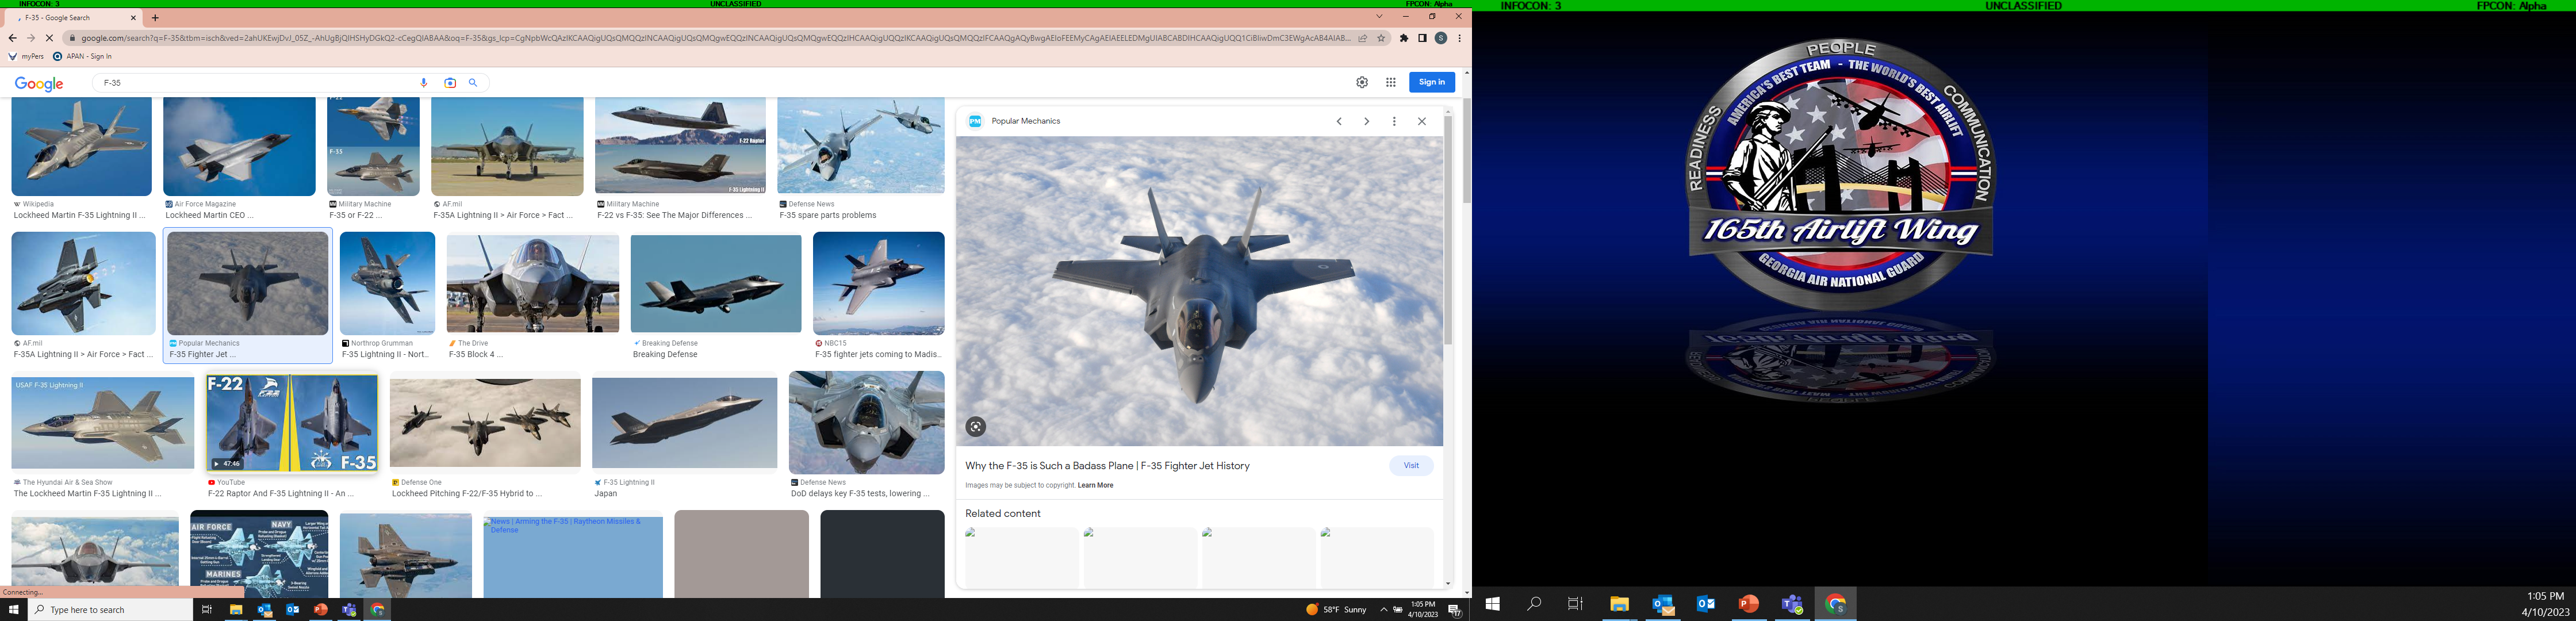 INFOCON: 3
UNCLASSIFIED
FPCON: Alpha
F-35 - Google Search
myPers
APAN - Sign In
Google
F-35
Sign in
Wikipedia
Lockheed Martin F-35 Lightning II ...
Air Force Magazine
Lockheed Martin CEO ...
Military Machine
F-35 or F-22 ...
AF.mil
F-35A Lightning II > Air Force > Fact ...
F-22 Raptor
F-35 Lightning II
Military Machine
F-22 vs F-35: See The Major Differences ...
Defense News
F-35 spare parts problems
AF.mil
F-35A Lightning II > Air Force > Fact ...
Popular Mechanics
F-35 Fighter Jet ...
Northrop Grumman
F-35 Lightning II - Nort...
The Drive
F-35 Block 4 ...
Breaking Defense
Breaking Defense
NBC15
F-35 fighter jets coming to Madis...
USAF F-35 Lightning II
The Hyundai Air & Sea Show
The Lockheed Martin F-35 Lightning II ...
F-22
F-35
47:46
YouTube
F-22 Raptor And F-35 Lightning II - An ...
Defense One
Lockheed Pitching F-22/F-35 Hybrid to ...
F-35 Lightning II
Japan
Defense News
DoD delays key F-35 tests, lowering ...
AIR FORCE
NAVY
MARINES
News | Arming the F-35 | Raytheon Missiles &
Defense
PM
Popular Mechanics
Why the F-35 is Such a Badass Plane | F-35 Fighter Jet History
Visit
Images may be subject to copyright. Learn More
Related content
Connecting...
Type here to search
58°F Sunny
1:05 PM
4/10/2023
17
INFOCON: 3
UNCLASSIFIED
FPCON: Alpha
PEOPLE
READINESS
COMMUNICATION
AMERICA'S BEST TEAM - THE WORLD'S BEST AIRLIFT
165th Airlift Wing
GEORGIA AIR NATIONAL GUARD
1:05 PM
4/10/2023